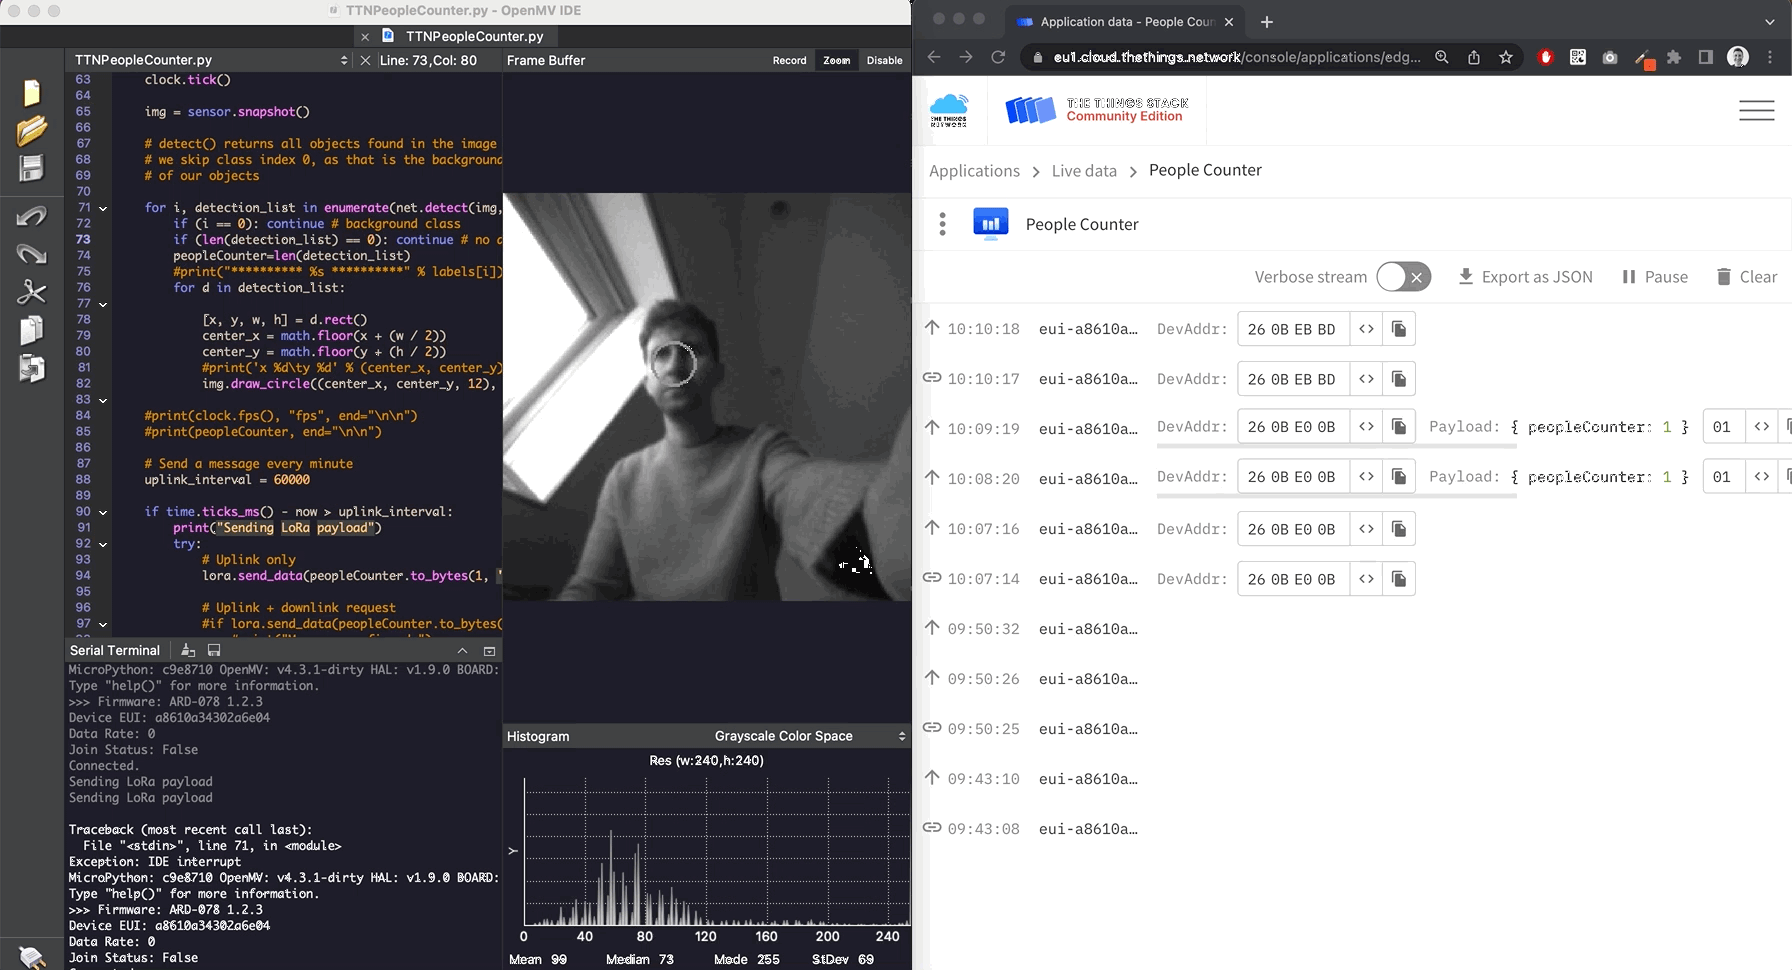 TTNPeopleCounter.py - OpenMV IDE
TTNPeopleCounter.py
TTNPeopleCounter.py
Line: 73,Col: 80
63 clock.tick()
64
65 img = sensor.snapshot()
66
67 # detect() returns all objects found in the image
68 # we skip class index 0, as that is the background
69 # of our objects
70
71 for i, detection_list in enumerate(net.detect(img,
72 if (i == 0): continue # background class
73 if (len(detection_list) == 0): continue # no d
74 peopleCounter=len(detection_list)
75 #print("********** %s **********" % labels[i])
76 for d in detection_list:
77
78 [x, y, w, h] = d.rect()
79 center_x = math.floor(x + (w / 2))
80 center_y = math.floor(y + (h / 2))
81 #print('x %d\ty %d' % (center_x, center_y)
82 img.draw_circle((center_x, center_y, 12),
83
84 #print(clock.fps(), "fps", end="\n\n")
85 #print(peopleCounter, end="\n\n")
86
87 # Send a message every minute
88 uplink_interval = 60000
89
90 if time.ticks_ms() - now > uplink_interval:
91 print("Sending LoRa payload")
92 try:
93 # Uplink only
94 lora.send_data(peopleCounter.to_bytes(1, '
95
96 # Uplink + downlink request
97 #if lora.send_data(peopleCounter.to_bytes(
Serial Terminal
MicroPython: c9e8710 OpenMV: v4.3.1-dirty HAL: v1.9.0 BOARD:
Type "help()" for more information.
>>> Firmware: ARD-078 1.2.3
Device EUI: a8610a34302a6e04
Data Rate: 0
Join Status: False
Connected.
Sending LoRa payload
Sending LoRa payload
Traceback (most recent call last):
File "<stdin>", line 71, in <module>
Exception: IDE interrupt
MicroPython: c9e8710 OpenMV: v4.3.1-dirty HAL: v1.9.0 BOARD:
Type "help()" for more information.
>>> Firmware: ARD-078 1.2.3
Device EUI: a8610a34302a6e04
Data Rate: 0
Join Status: False
Frame Buffer
Record Zoom Disable
Histogram
Grayscale Color Space
Res (w:240,h:240)
Y
0 40 80 120 160 200 240
Mean 99 Median 73 Mode 255 StDev 69
Application data - People Coun
eu1.cloud.thethings.network/console/applications/edg...
THE THINGS
NETWORK
THE THINGS STACK
Community Edition
Applications > Live data > People Counter
People Counter
Verbose stream
Export as JSON
Pause
Clear
10:10:18 eui-a8610a… DevAddr: 26 0B EB BD <>
10:10:17 eui-a8610a… DevAddr: 26 0B EB BD <>
10:09:19 eui-a8610a… DevAddr: 26 0B E0 0B <> Payload: { peopleCounter: 1 } 01 <>
10:08:20 eui-a8610a… DevAddr: 26 0B E0 0B <> Payload: { peopleCounter: 1 } 01 <>
10:07:16 eui-a8610a… DevAddr: 26 0B E0 0B <>
10:07:14 eui-a8610a… DevAddr: 26 0B E0 0B <>
09:50:32 eui-a8610a…
09:50:26 eui-a8610a…
09:50:25 eui-a8610a…
09:43:10 eui-a8610a…
09:43:08 eui-a8610a…